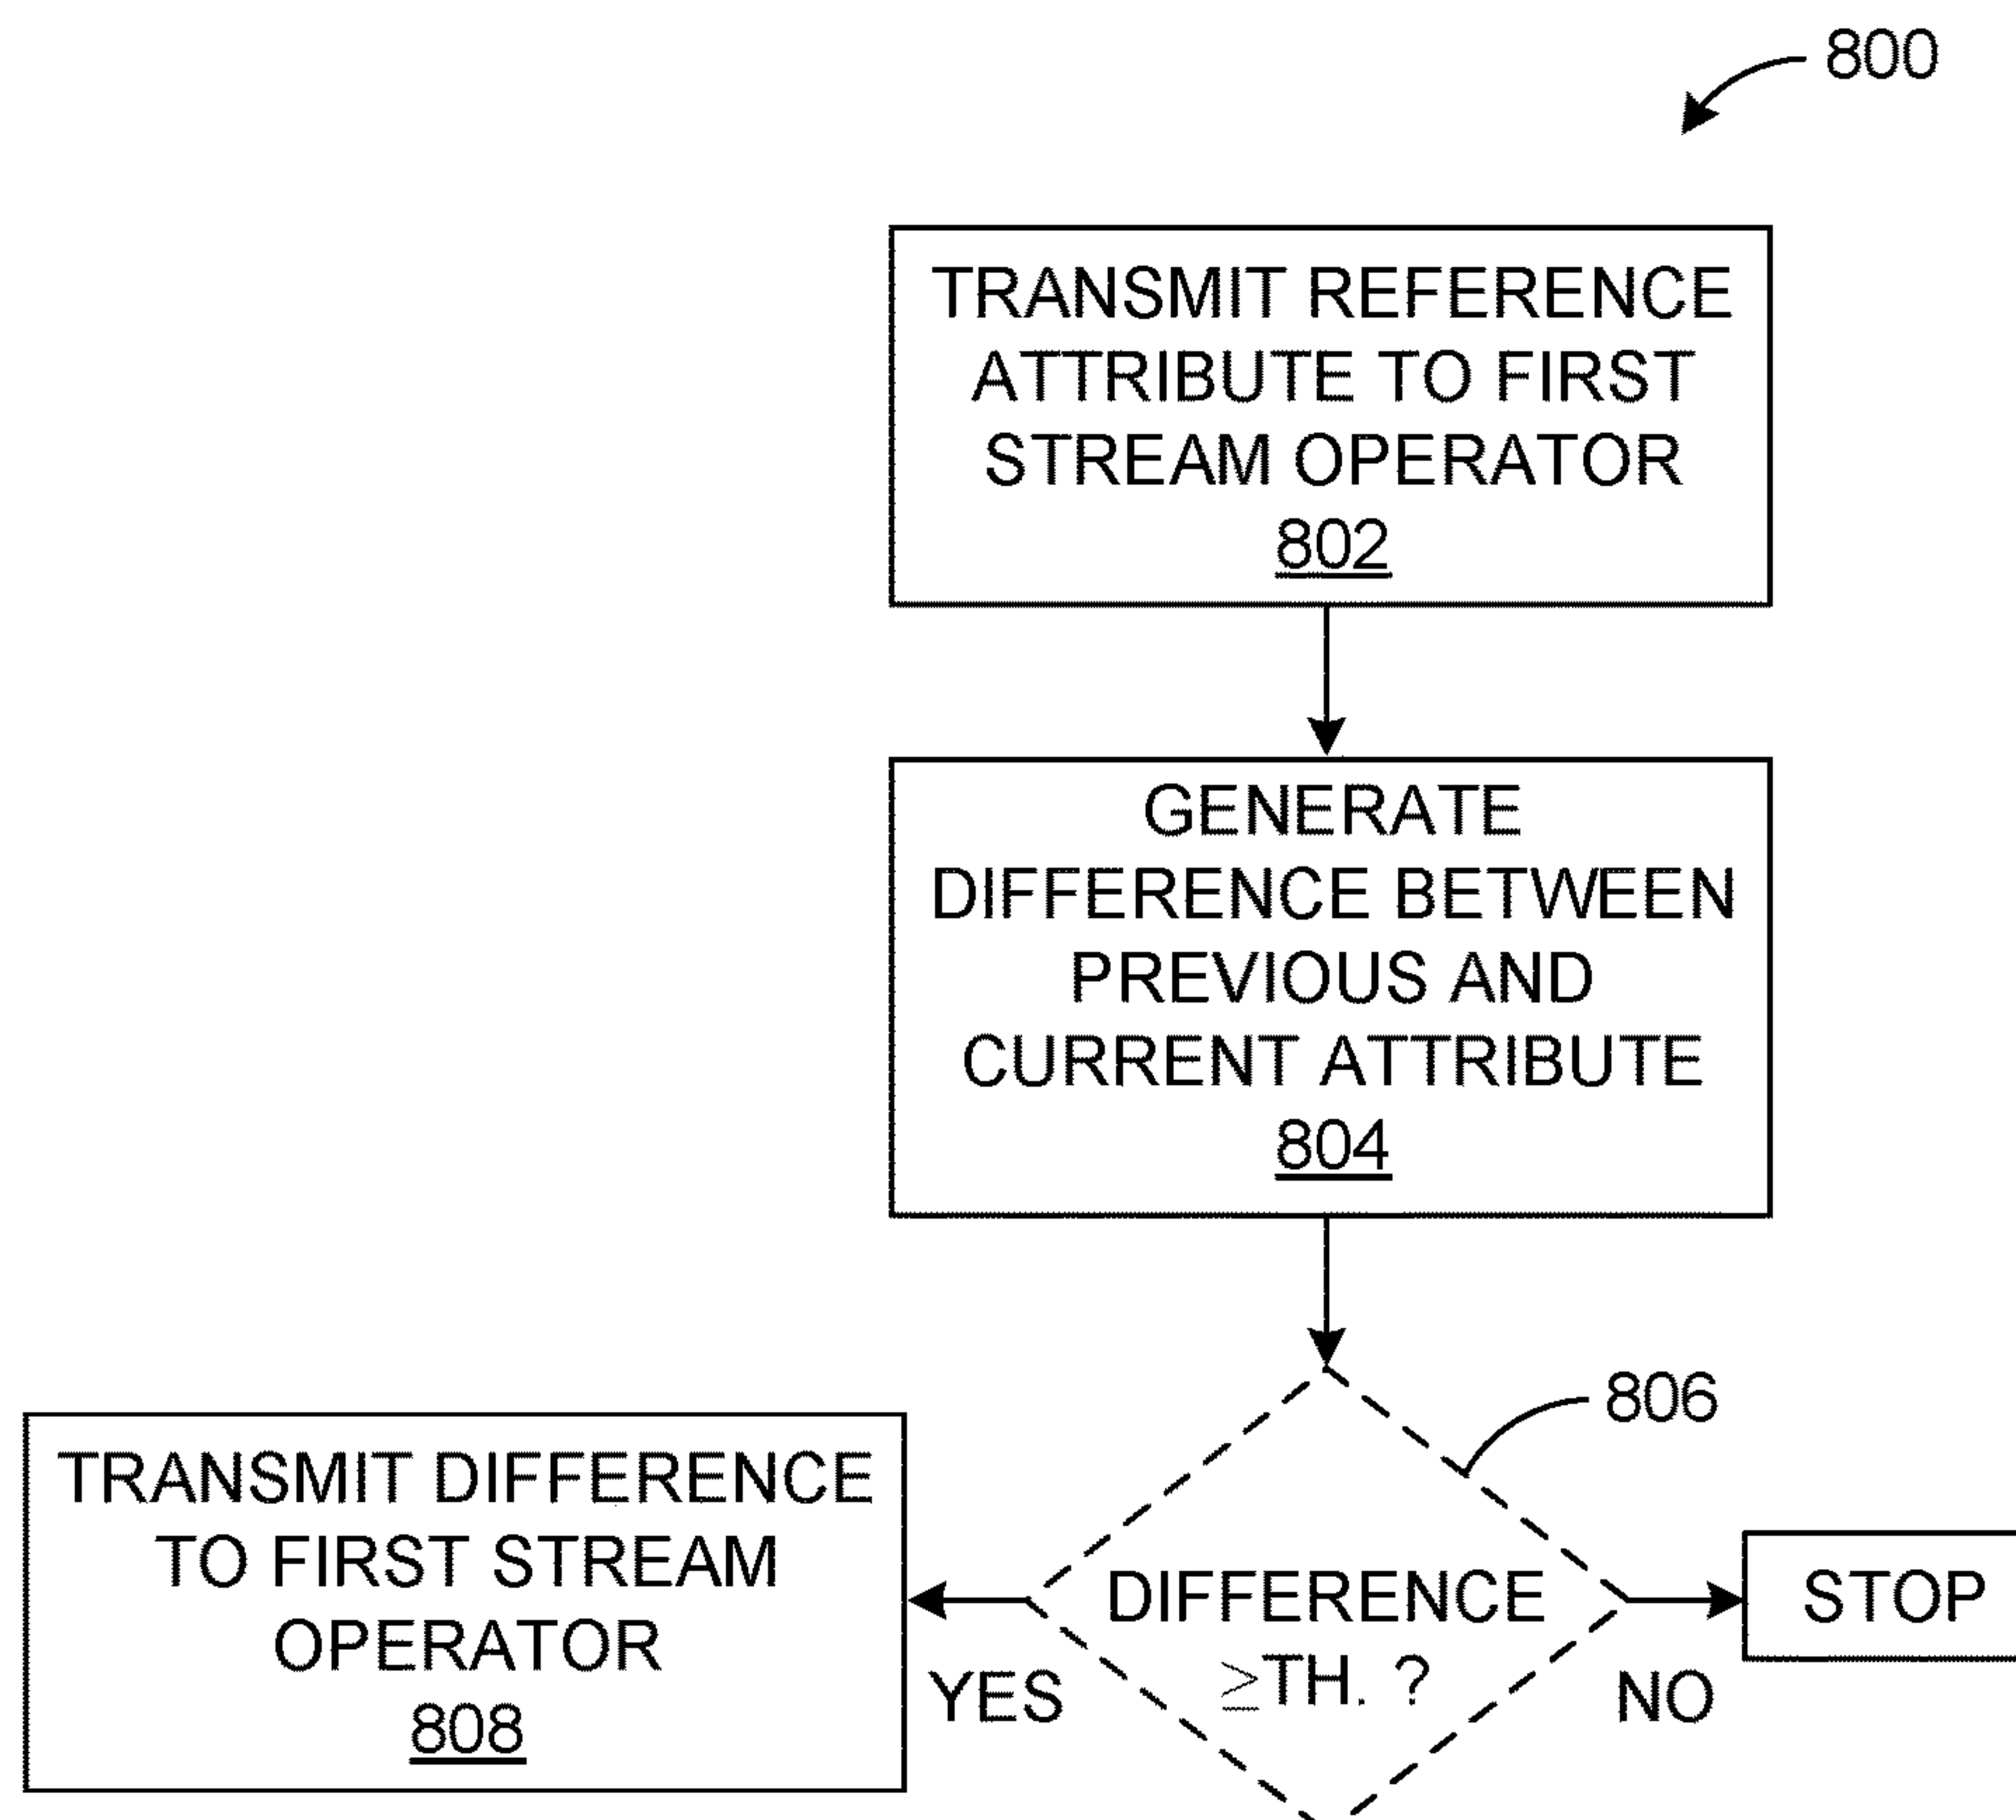 800
TRANSMIT REFERENCE
ATTRIBUTE TO FIRST
STREAM OPERATOR
802
GENERATE
DIFFERENCE BETWEEN
PREVIOUS AND
CURRENT ATTRIBUTE
804
806
TRANSMIT DIFFERENCE
TO FIRST STREAM
OPERATOR
808
YES
DIFFERENCE
≥TH. ?
NO
STOP